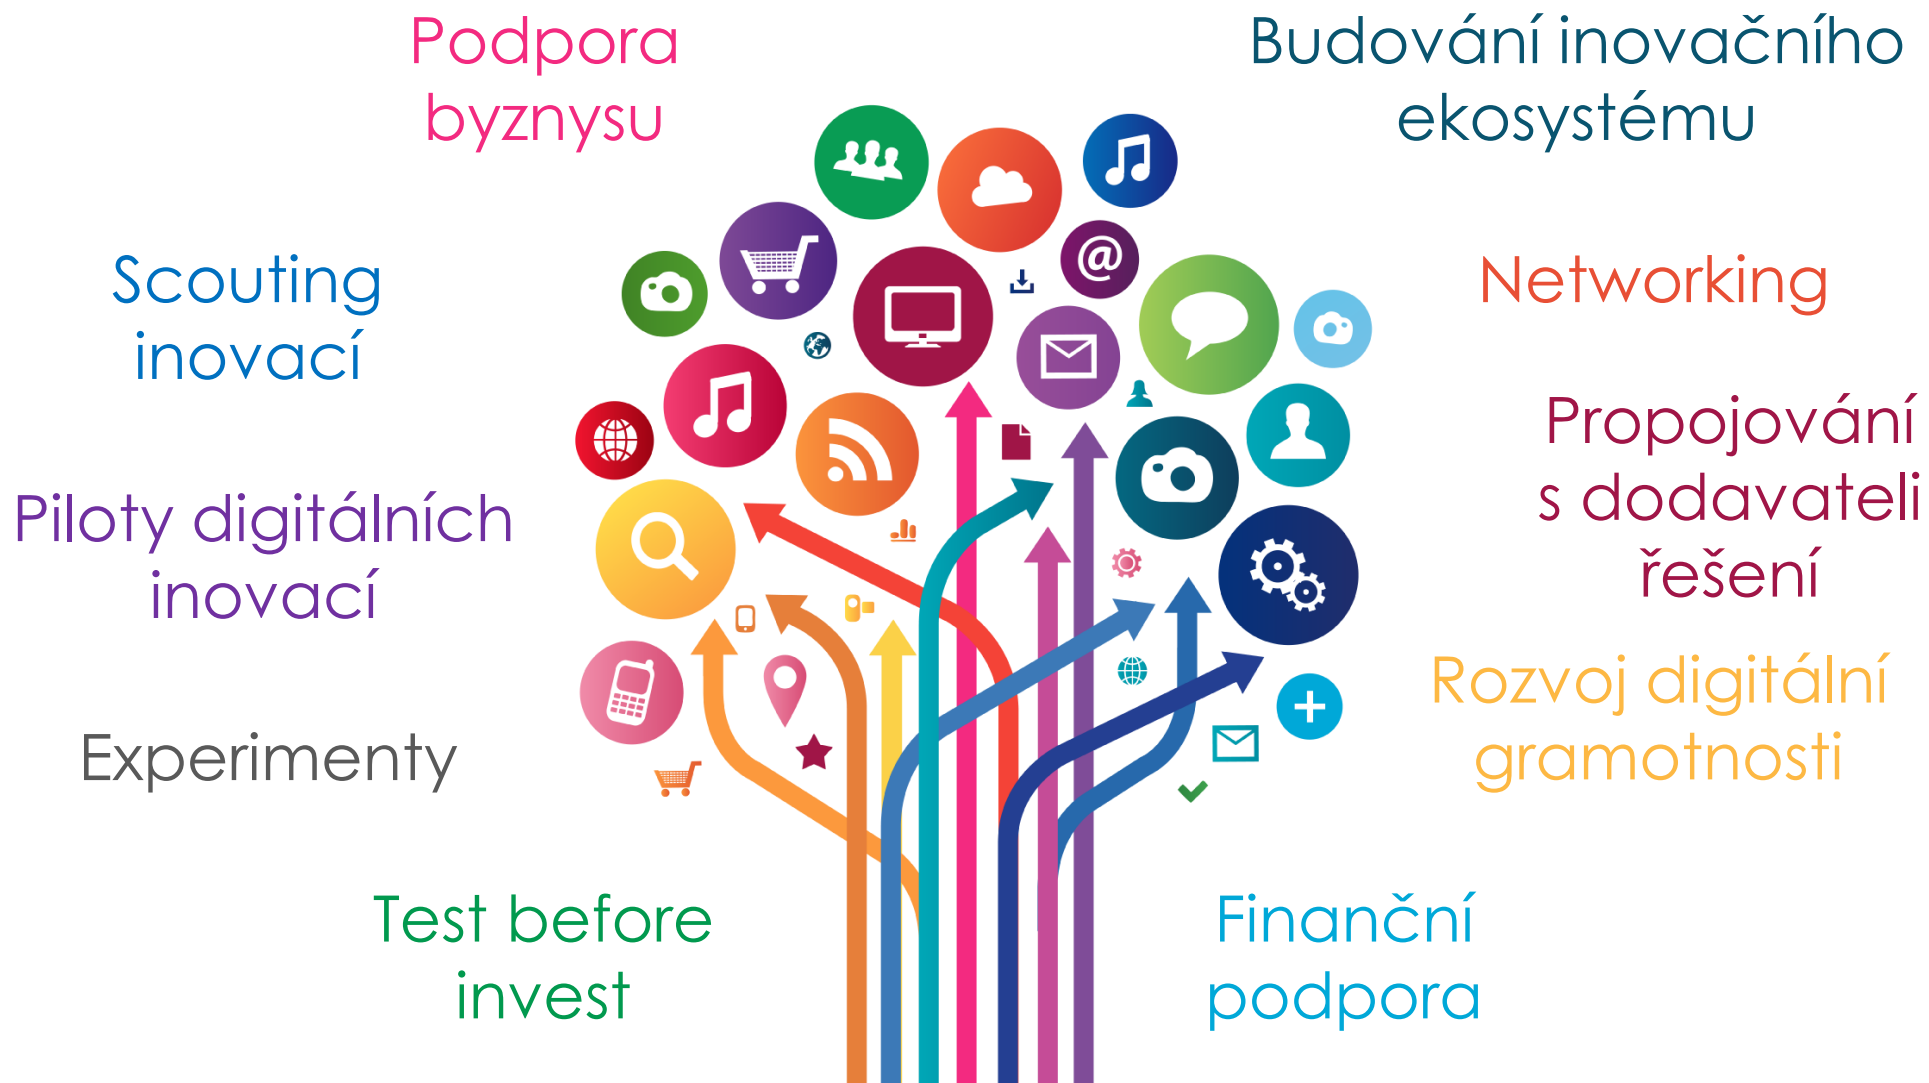 Podpora
byznysu
Budování inovačního
ekosystému
Scouting
inovací
Networking
Piloty digitálních
inovací
Propojování
s dodavateli
řešení
Experimenty
Rozvoj digitální
gramotnosti
Test before
invest
Finanční
podpora